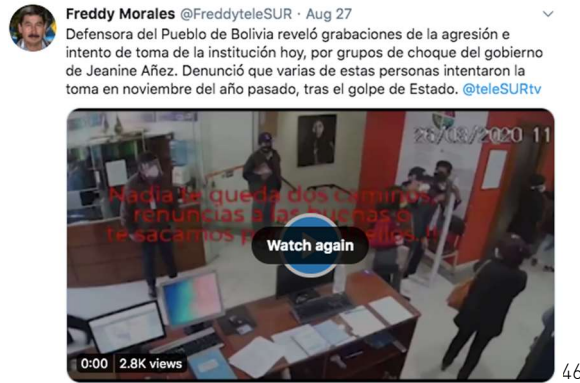 Freddy Morales @FreddyteleSUR · Aug 27
Defensora del Pueblo de Bolivia reveló grabaciones de la agresión e
intento de toma de la institución hoy, por grupos de choque del gobierno
de Jeanine Añez. Denunció que varias de estas personas intentaron la
toma en noviembre del año pasado, tras el golpe de Estado. @teleSURtv
2020 11
Nadia te queda dos caminos,
renuncias a las buenas o
te sacamos
Watch again
0:00 2.8K views
46